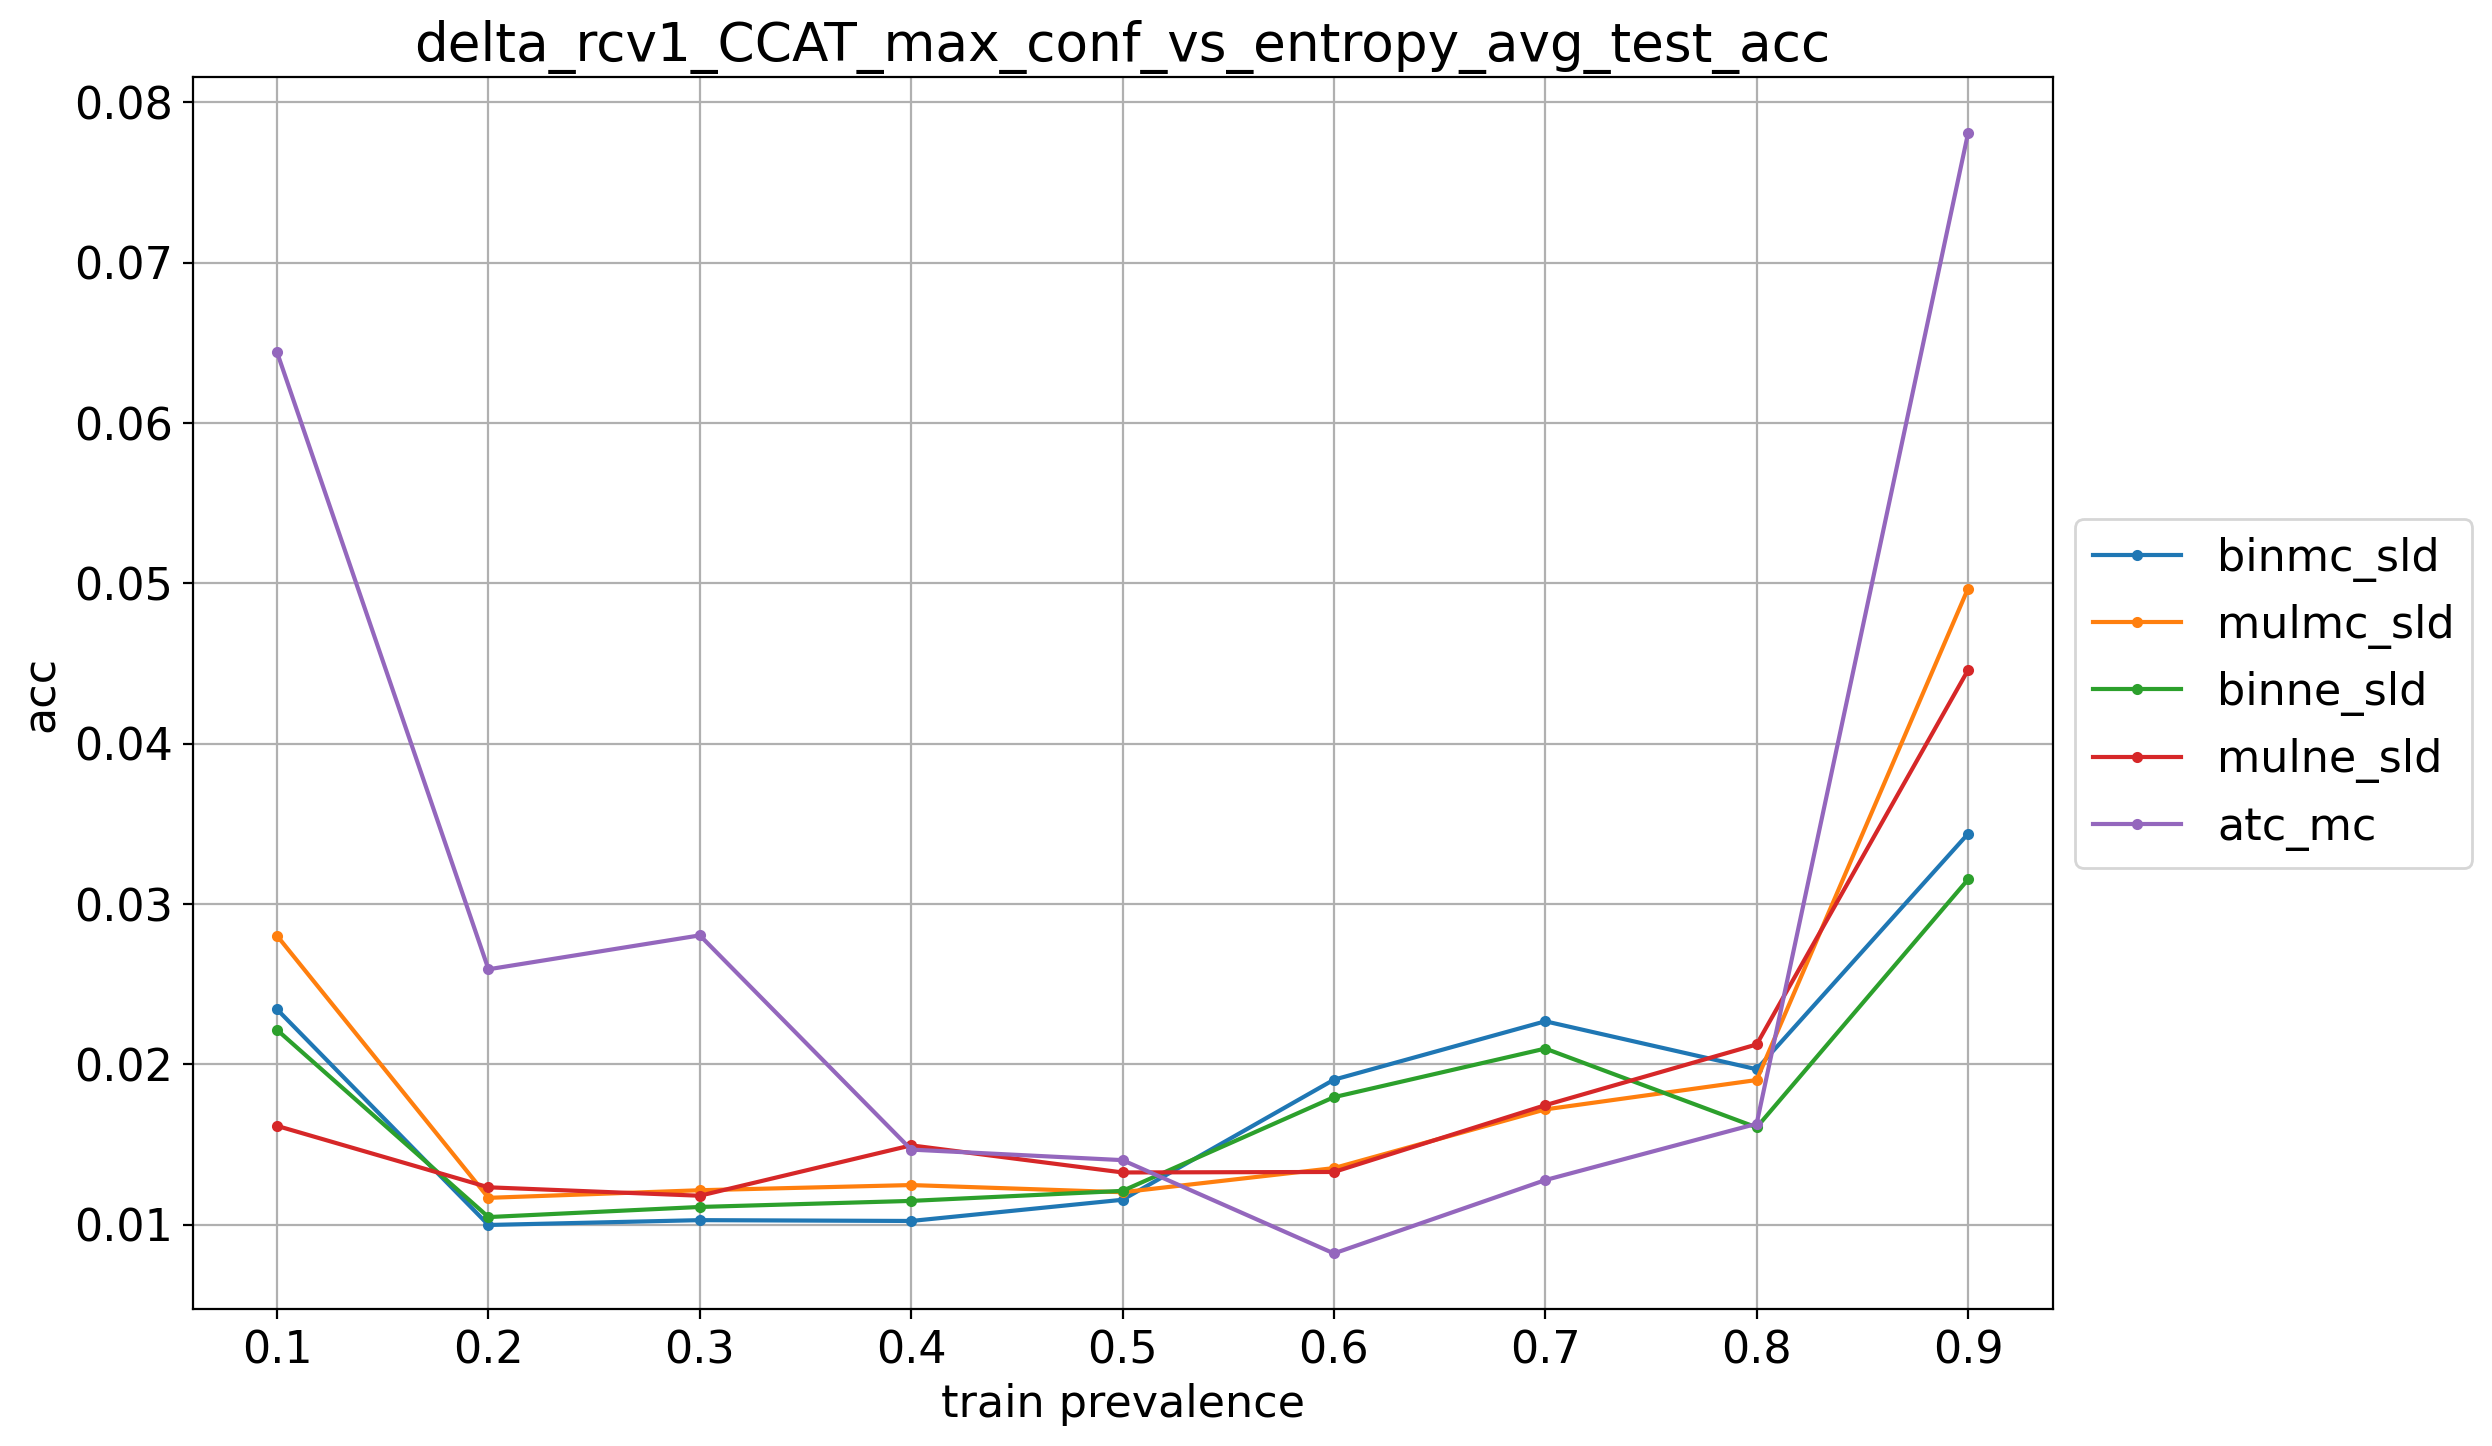 delta_rcv1_CCAT_max_conf_vs_entropy_avg_test_acc
0.08
0.07
0.06
0.05
0.04
0.03
0.02
0.01
acc
0.1 0.2 0.3 0.4 0.5 0.6 0.7 0.8 0.9
train prevalence
binmc_sld
mulmc_sld
binne_sld
mulne_sld
atc_mc